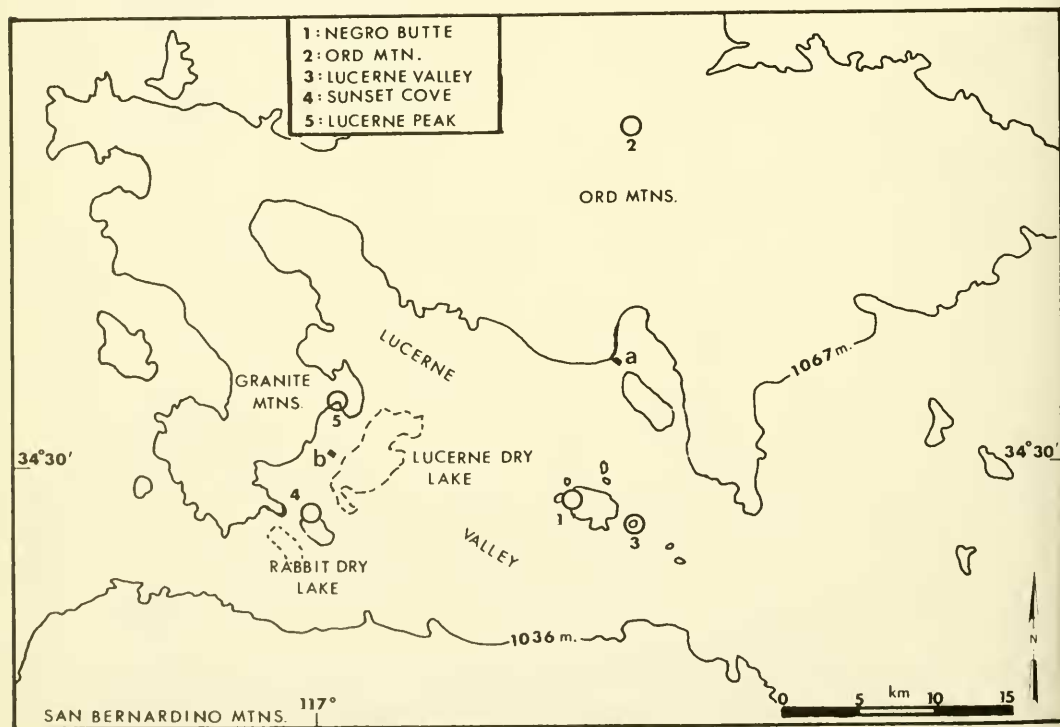 1: NEGRO BUTTE
2: ORD MTN.
3: LUCERNE VALLEY
4: SUNSET COVE
5: LUCERNE PEAK
2
ORD MTNS.
LUCERNE
a
1067 m.
GRANITE
MTNS.
5
34°30'
b
LUCERNE DRY
LAKE
34°30'
4
1
3
VALLEY
RABBIT DRY
LAKE
1036 m.
N
117°
km
0 5 10 15
SAN BERNARDINO MTNS.